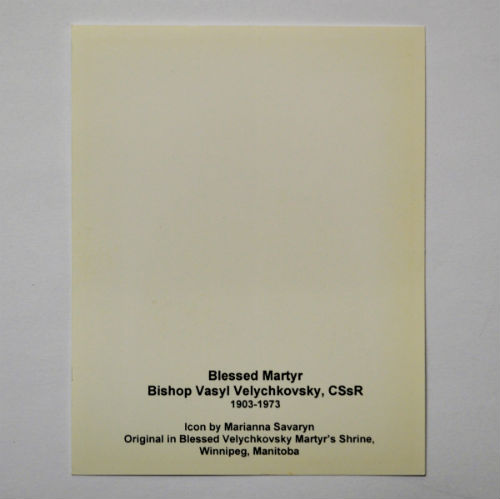 Blessed Martyr
Bishop Vasyl Velychkovsky, CSsR
1903-1973
Icon by Marianna Savaryn
Original in Blessed Velychkovsky Martyr's Shrine,
Winnipeg, Manitoba